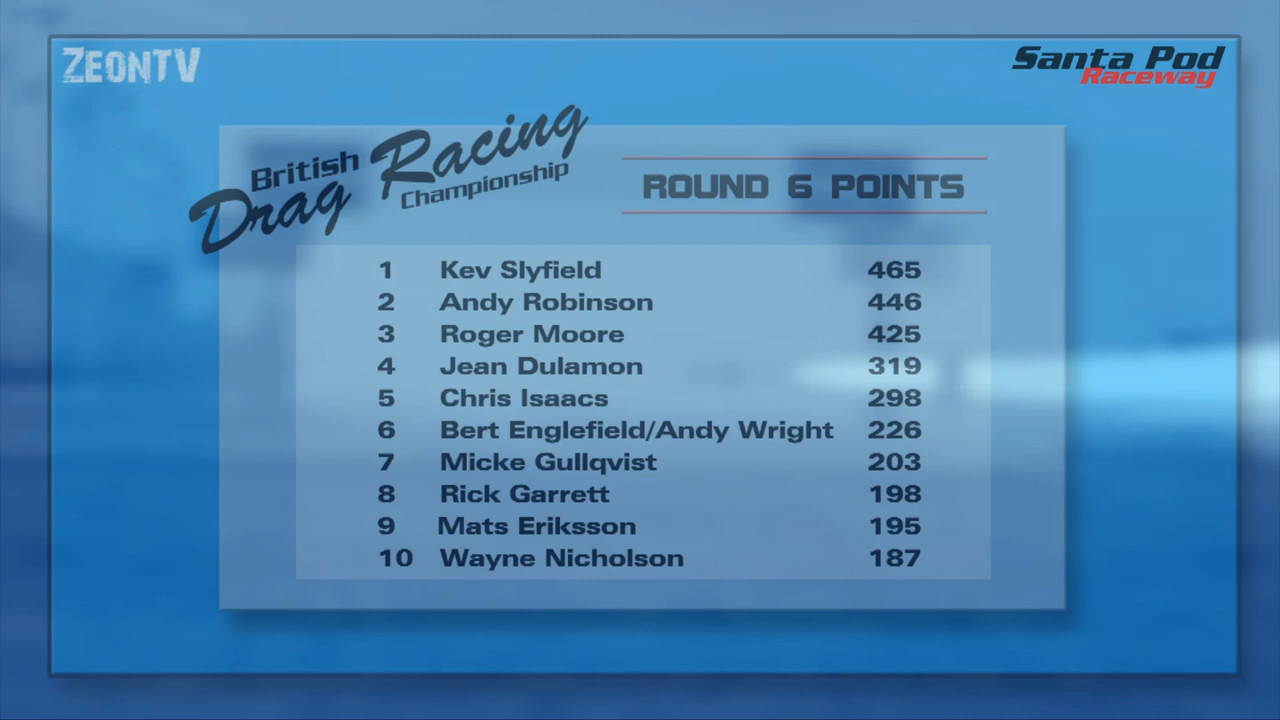 ZEONTV
Santa Pod
Raceway
British
Drag Racing
Championship
ROUND 6 POINTS
1 Kev Slyfield 465
2 Andy Robinson 446
3 Roger Moore 425
4 Jean Dulamon 319
5 Chris Isaacs 298
6 Bert Englefield/Andy Wright 226
7 Micke Gullqvist 203
8 Rick Garrett 198
9 Mats Eriksson 195
10 Wayne Nicholson 187